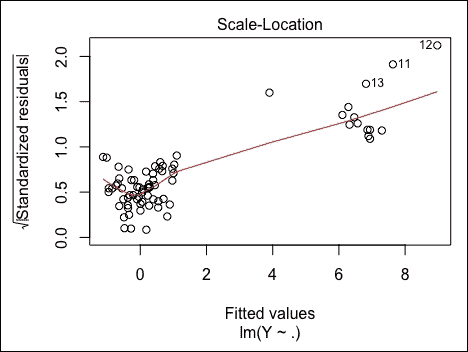 Scale-Location
√|Standardized residuals|
0.0 0.5 1.0 1.5 2.0
12
11
13
0 2 4 6 8
Fitted values
lm(Y ~ .)